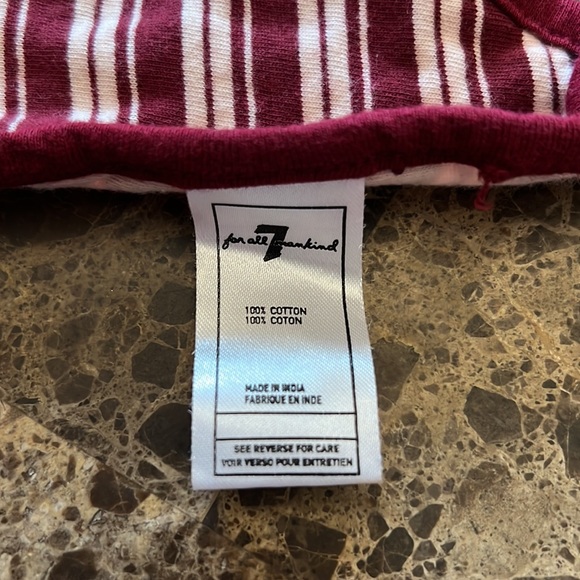 for all 7 mankind
100% COTTON
100% COTON
MADE IN INDIA
FABRIQUE EN INDE
SEE REVERSE FOR CARE
VOIR VERSO POUR ENTRETIEN